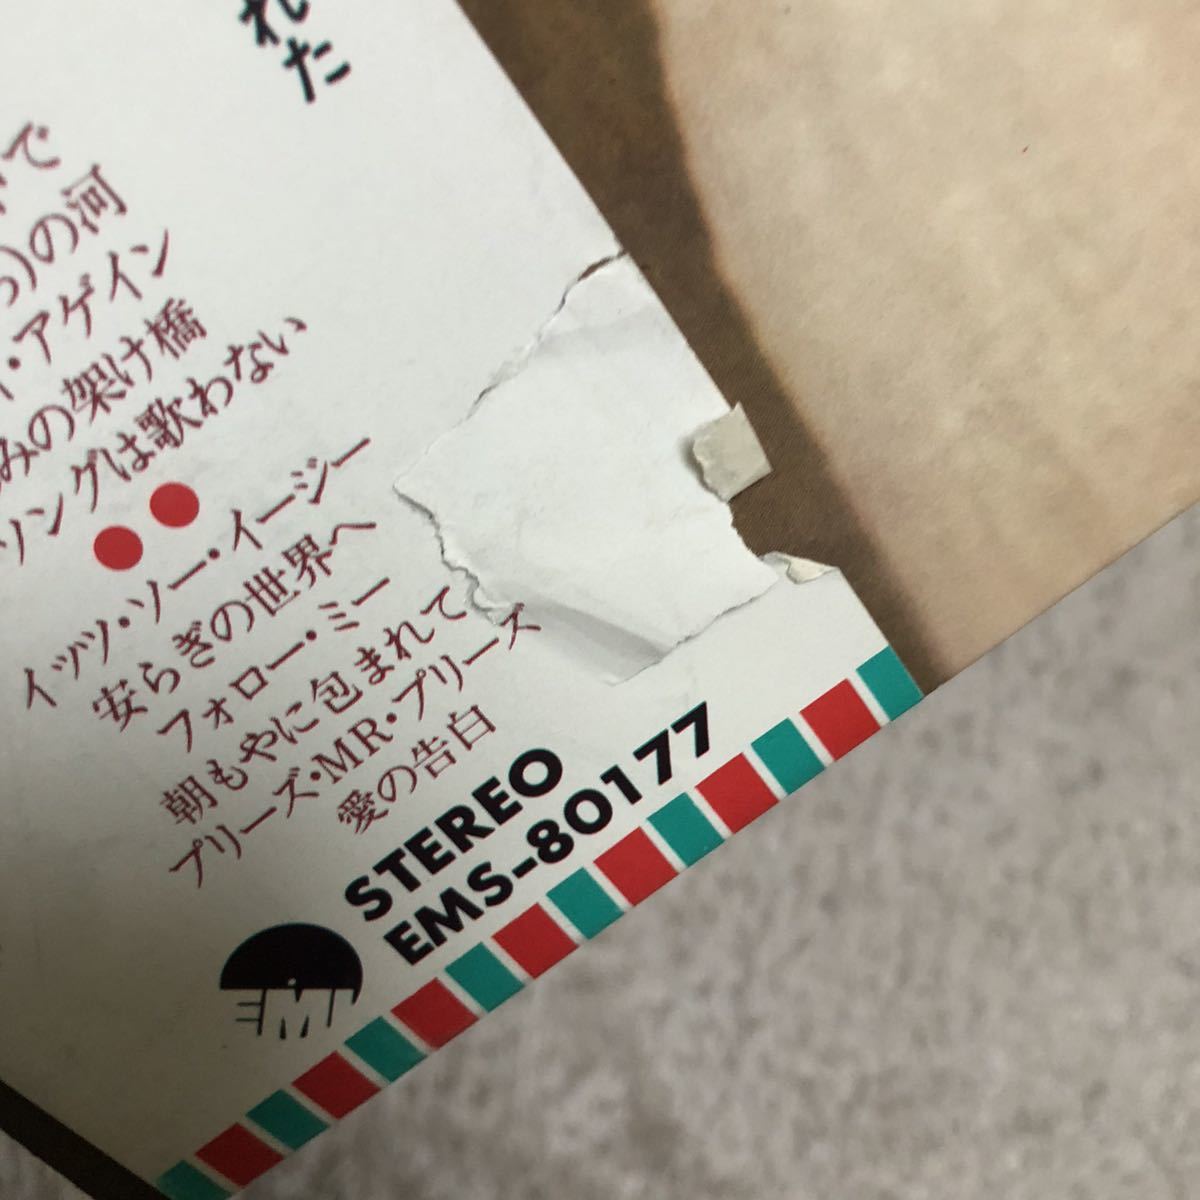 れた
で
の河
・アゲイン
みの架け橋
ソングは歌わない
イッツ・ソー・イージー
安らぎの世界へ
フォロー・ミー
朝もやに包まれて
プリーズ・MR・プリーズ
愛の告白
STEREO
EMS-80177
EMI